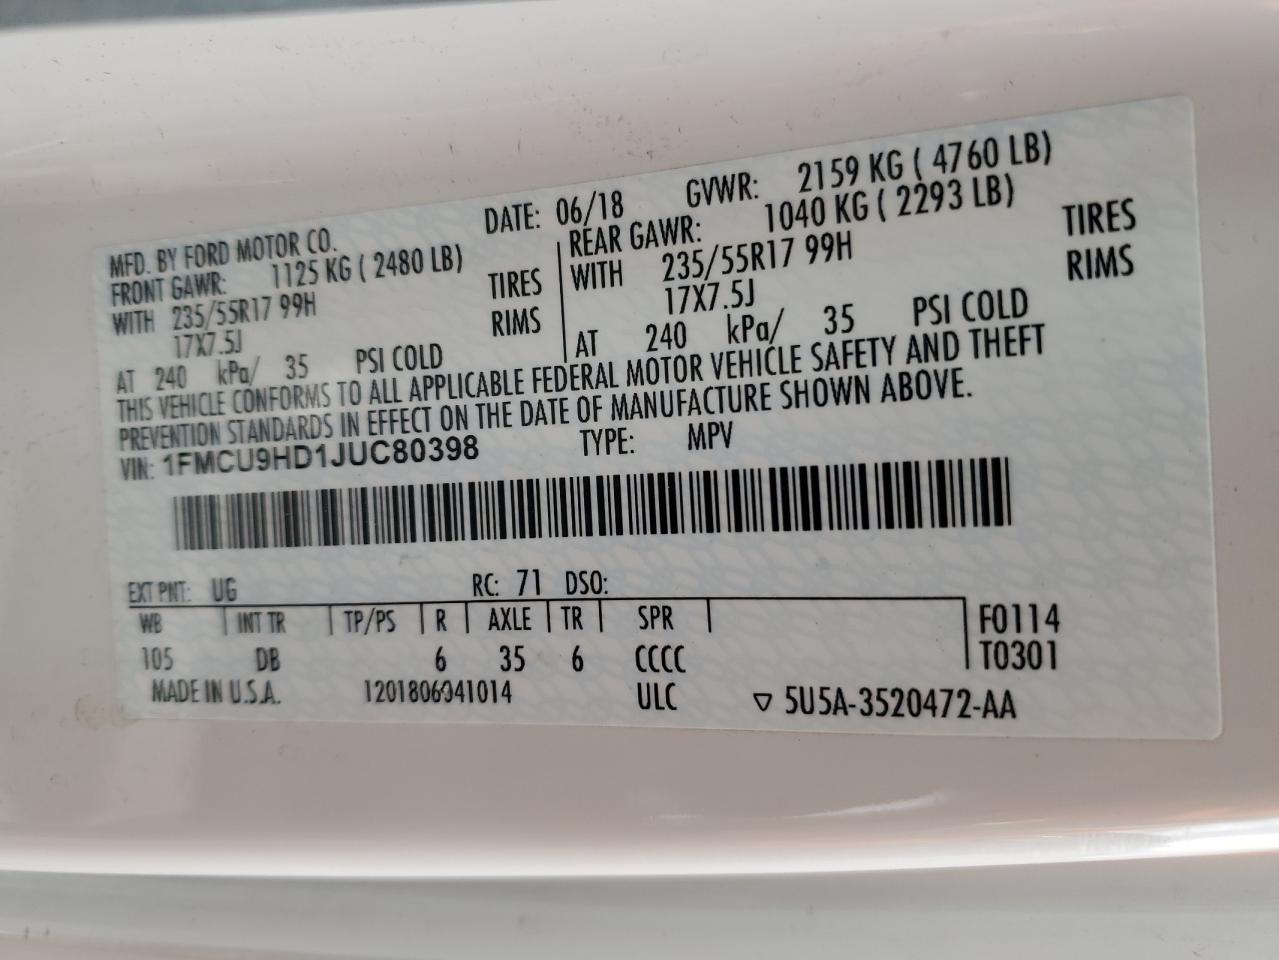 MFD. BY FORD MOTOR CO. DATE: 06/18 GVWR: 2159 KG ( 4760 LB)
FRONT GAWR: 1125 KG ( 2480 LB) REAR GAWR: 1040 KG ( 2293 LB)
WITH 235/55R17 99H TIRES WITH 235/55R17 99H TIRES
17X7.5J RIMS 17X7.5J RIMS
AT 240 kPa/ 35 PSI COLD AT 240 kPa/ 35 PSI COLD
THIS VEHICLE CONFORMS TO ALL APPLICABLE FEDERAL MOTOR VEHICLE SAFETY AND THEFT
PREVENTION STANDARDS IN EFFECT ON THE DATE OF MANUFACTURE SHOWN ABOVE.
VIN: 1FMCU9HD1JUC80398 TYPE: MPV
EXT PNT: UG RC: 71 DSO:
WB INT TR TP/PS R AXLE TR SPR F0114
105 DB 6 35 6 CCCC T0301
MADE IN U.S.A. 1201806041014 ULC ▽ 5U5A-3520472-AA